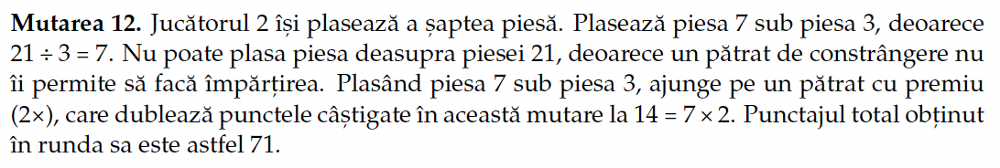 Mutarea 12. Jucătorul 2 își plasează a șaptea piesă. Plasează piesa 7 sub piesa 3, deoarece
21 ÷ 3 = 7. Nu poate plasa piesa deasupra piesei 21, deoarece un pătrat de constrângere nu
îi permite să facă împărțirea. Plasând piesa 7 sub piesa 3, ajunge pe un pătrat cu premiu
(2×), care dublează punctele câștigate în această mutare la 14 = 7 × 2. Punctajul total obținut
în runda sa este astfel 71.